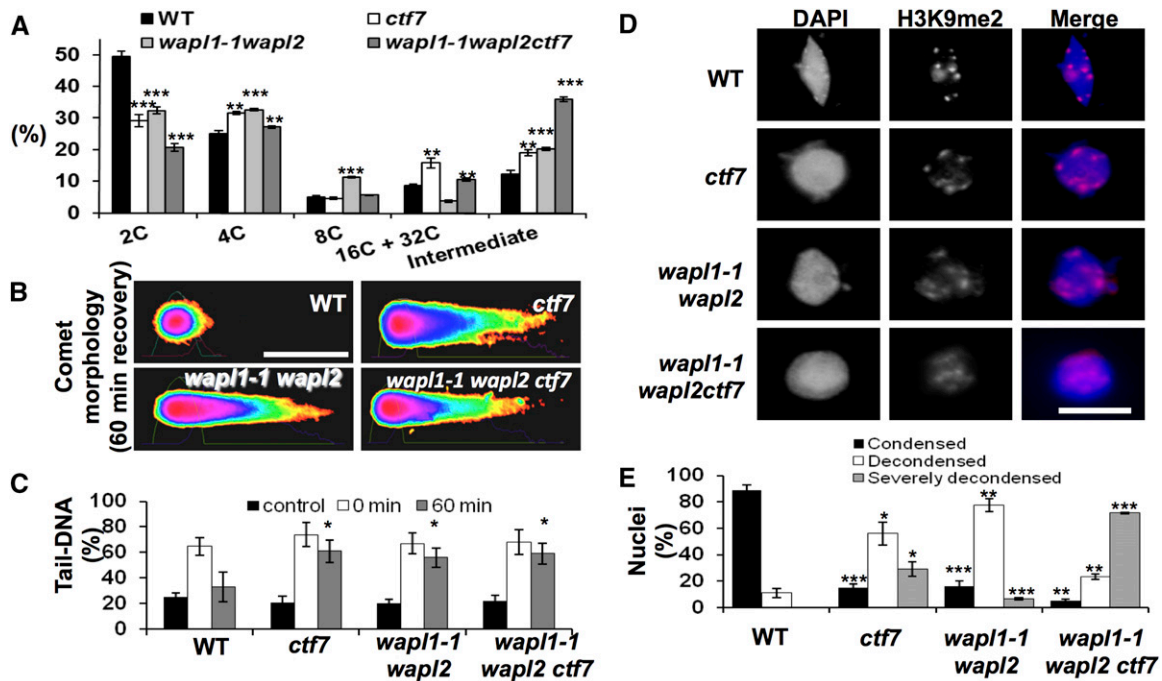 A
WT
ctf7
wapl1-1wapl2
wapl1-1wapl2ctf7
50
40
30
20
10
0
(%)
***
***
***
**
***
**
***
**
**
**
***
***
2C
4C
8C
16C + 32C
Intermediate
B
Comet
morphology
(60 min recovery)
WT
ctf7
wapl1-1 wapl2
wapl1-1 wapl2 ctf7
C
Tail-DNA
(%)
100
80
60
40
20
0
control
0 min
60 min
*
*
*
WT
ctf7
wapl1-1
wapl2
wapl1-1
wapl2 ctf7
D
DAPI
H3K9me2
Merge
WT
ctf7
wapl1-1
wapl2
wapl1-1
wapl2ctf7
E
Condensed
Decondensed
Severely decondensed
Nuclei
(%)
100
80
60
40
20
0
***
*
*
***
**
***
**
**
***
WT
ctf7
wapl1-1
wapl2
wapl1-1
wapl2 ctf7